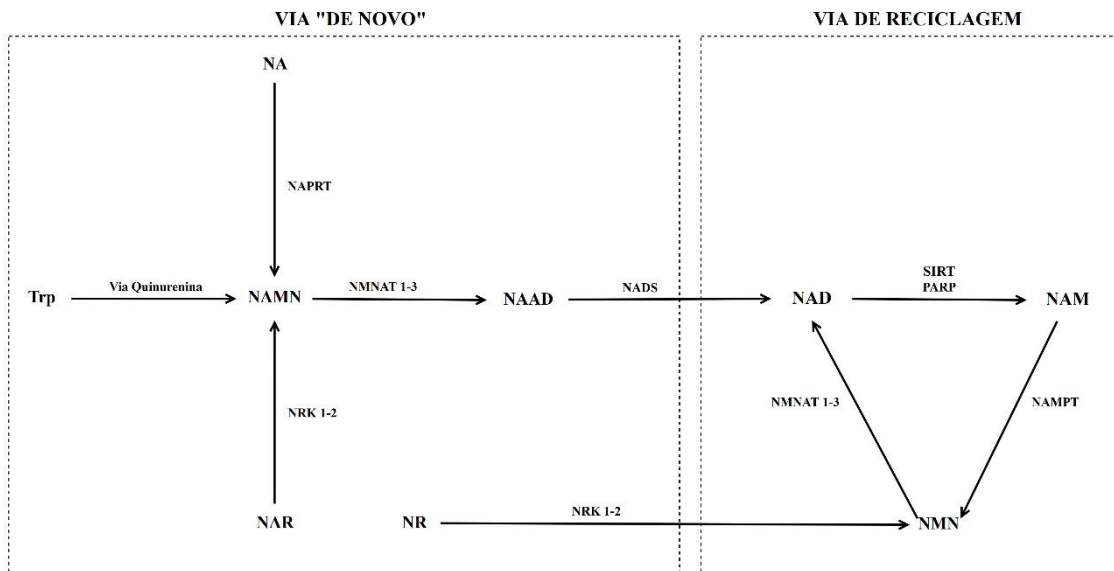 VIA "DE NOVO"
VIA DE RECICLAGEM
NA
NAPRT
Trp
Via Quinurenina
NAMN
NMNAT 1-3
NAAD
NADS
NAD
SIRT
PARP
NAM
NRK 1-2
NMNAT 1-3
NAMPT
NAR
NR
NRK 1-2
NMN